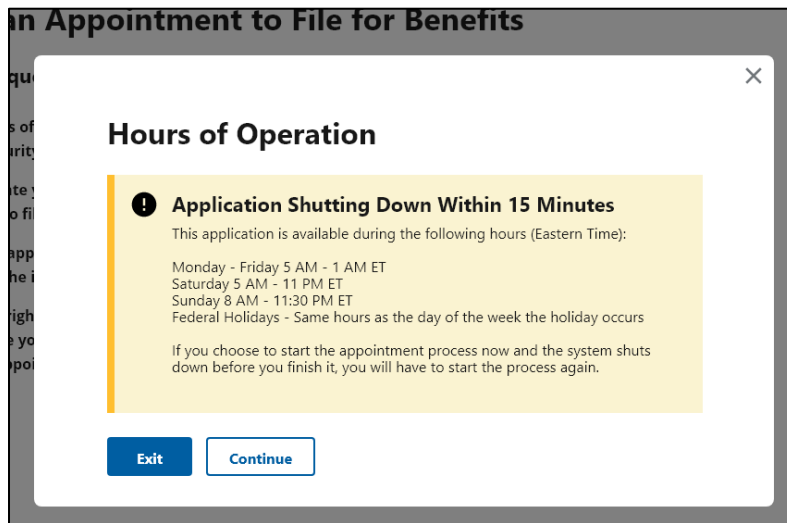 an Appointment to File for Benefits
Hours of Operation
Application Shutting Down Within 15 Minutes
This application is available during the following hours (Eastern Time):
Monday - Friday 5 AM - 1 AM ET
Saturday 5 AM - 11 PM ET
Sunday 8 AM - 11:30 PM ET
Federal Holidays - Same hours as the day of the week the holiday occurs
If you choose to start the appointment process now and the system shuts
down before you finish it, you will have to start the process again.
Exit
Continue